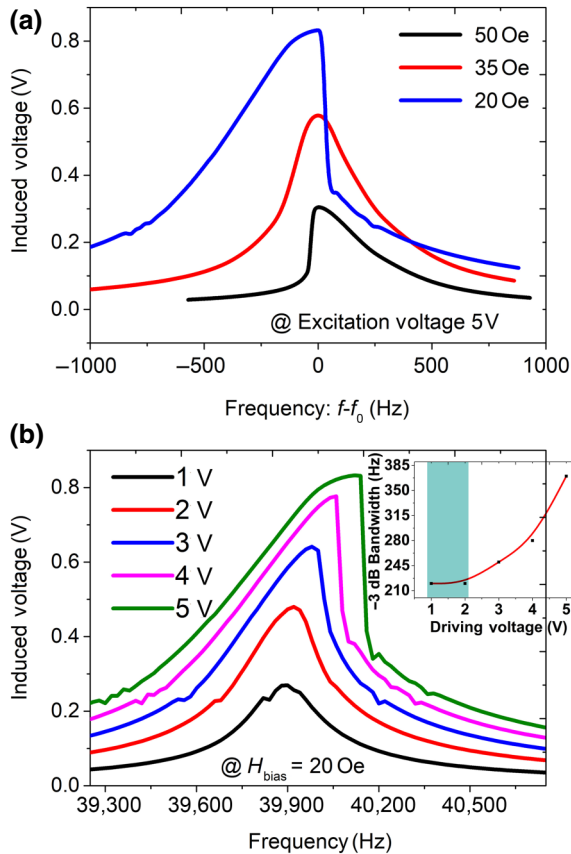 (a)
0.8
0.6
0.4
0.2
0.0
Induced voltage (V)
50 Oe
35 Oe
20 Oe
@ Excitation voltage 5 V
–1000 –500 0 500 1000
Frequency: f-f0 (Hz)
(b)
0.8
0.6
0.4
0.2
0.0
Induced voltage (V)
1 V
2 V
3 V
4 V
5 V
385
350
315
280
245
210
–3 dB Bandwidth (Hz)
1 2 3 4 5
Driving voltage (V)
@ Hbias = 20 Oe
39,300 39,600 39,900 40,200 40,500
Frequency (Hz)